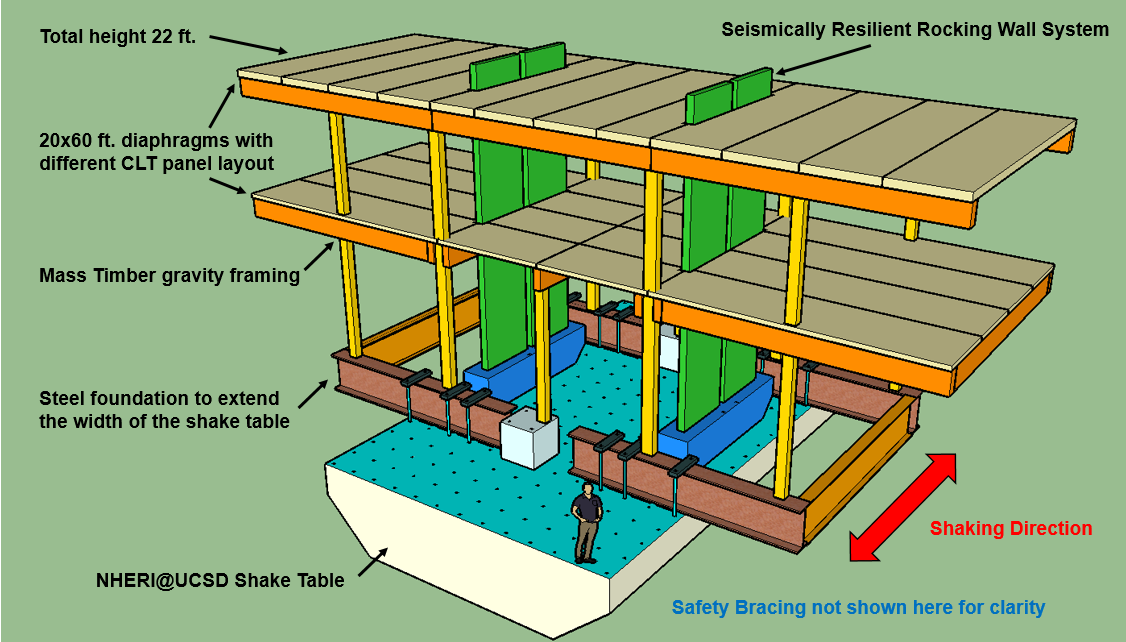 Total height 22 ft.
Seismically Resilient Rocking Wall System
20x60 ft. diaphragms with
different CLT panel layout
Mass Timber gravity framing
Steel foundation to extend
the width of the shake table
Shaking Direction
NHERI@UCSD Shake Table
Safety Bracing not shown here for clarity